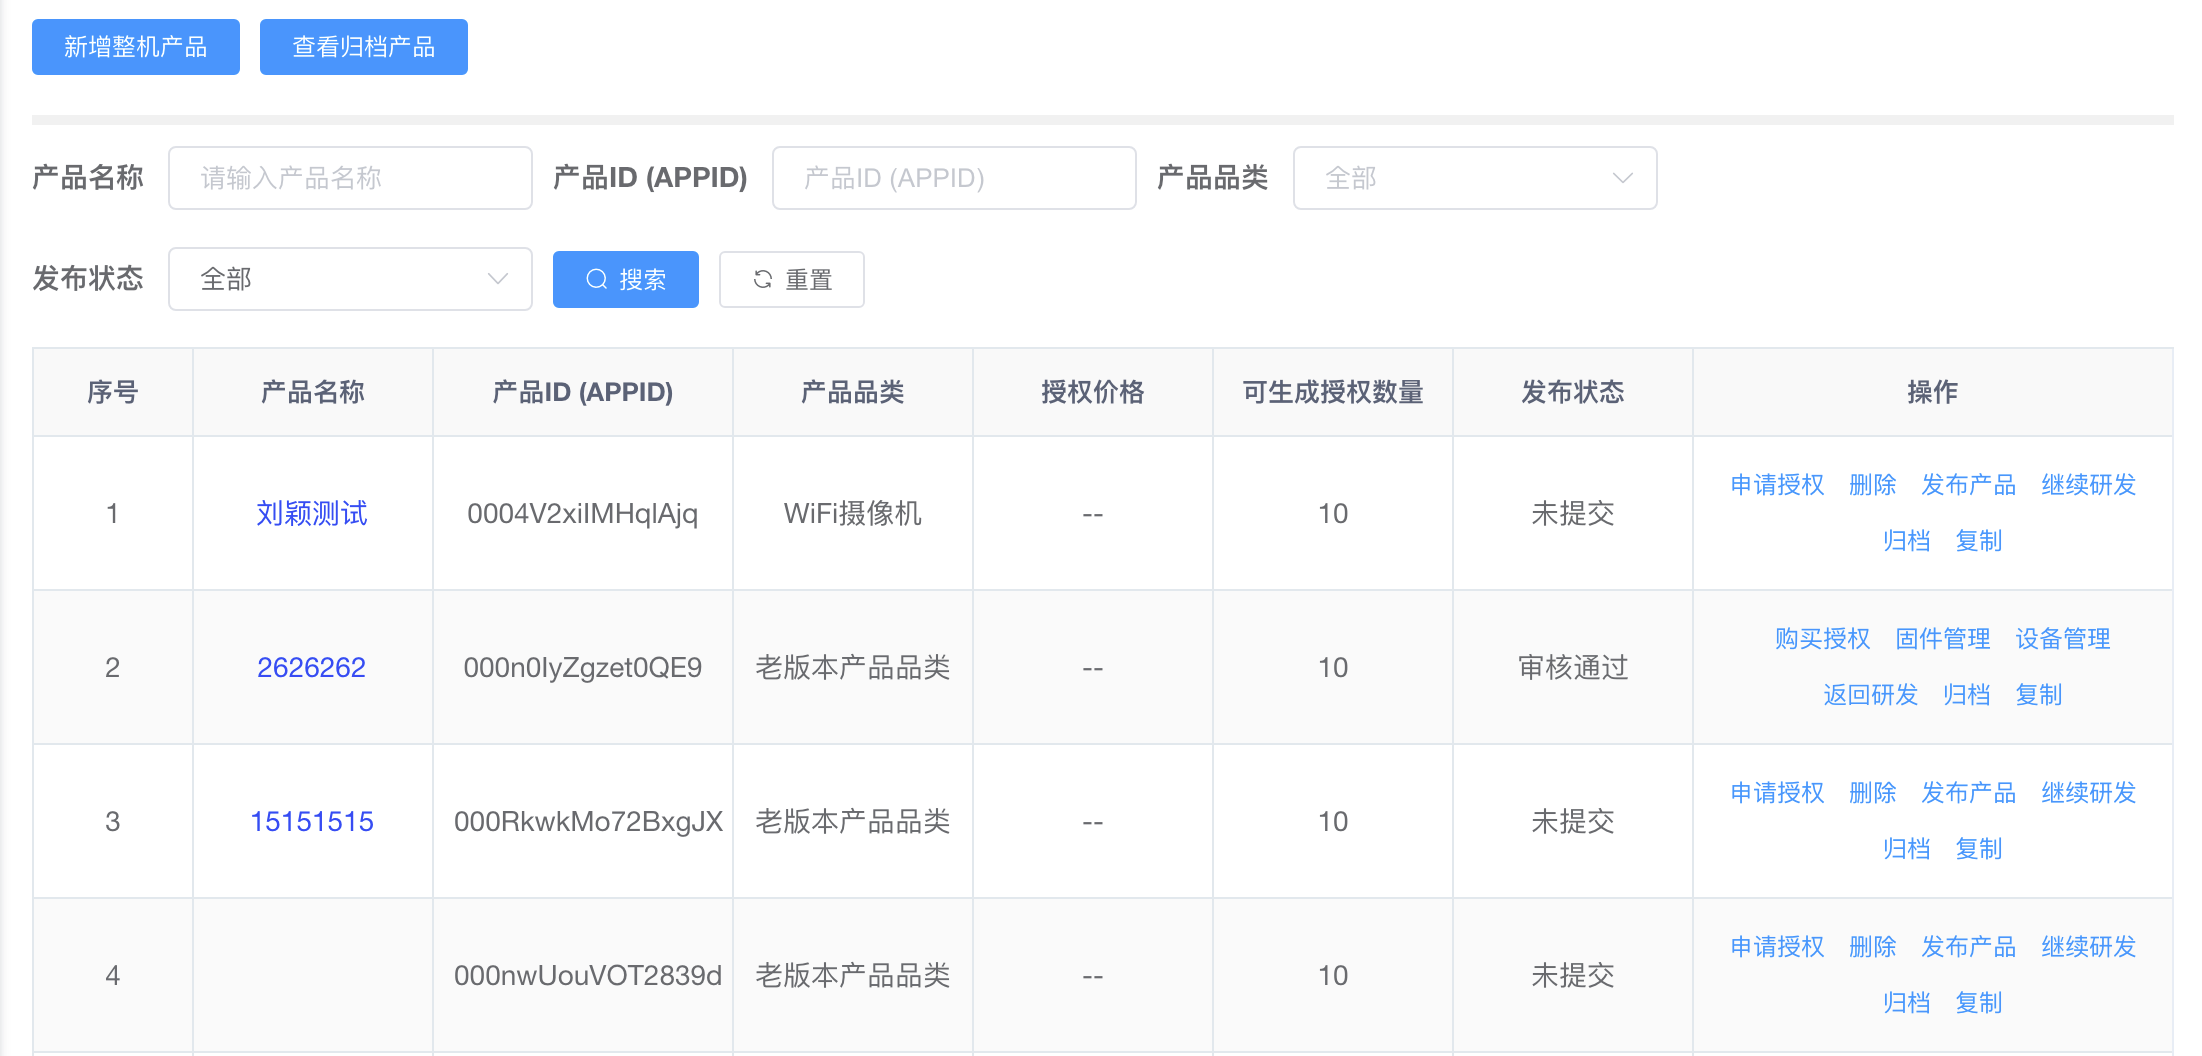 新增整机产品 查看归档产品
产品名称 请输入产品名称 产品ID (APPID) 产品ID (APPID) 产品品类 全部
发布状态 全部 搜索 重置
序号 产品名称 产品ID (APPID) 产品品类 授权价格 可生成授权数量 发布状态 操作
1 刘颖测试 0004V2xiIMHqlAjq WiFi摄像机 -- 10 未提交 申请授权 删除 发布产品 继续研发
归档 复制
2 2626262 000n0IyZgzet0QE9 老版本产品品类 -- 10 审核通过 购买授权 固件管理 设备管理
返回研发 归档 复制
3 15151515 000RkwkMo72BxgJX 老版本产品品类 -- 10 未提交 申请授权 删除 发布产品 继续研发
归档 复制
4 000nwUouVOT2839d 老版本产品品类 -- 10 未提交 申请授权 删除 发布产品 继续研发
归档 复制